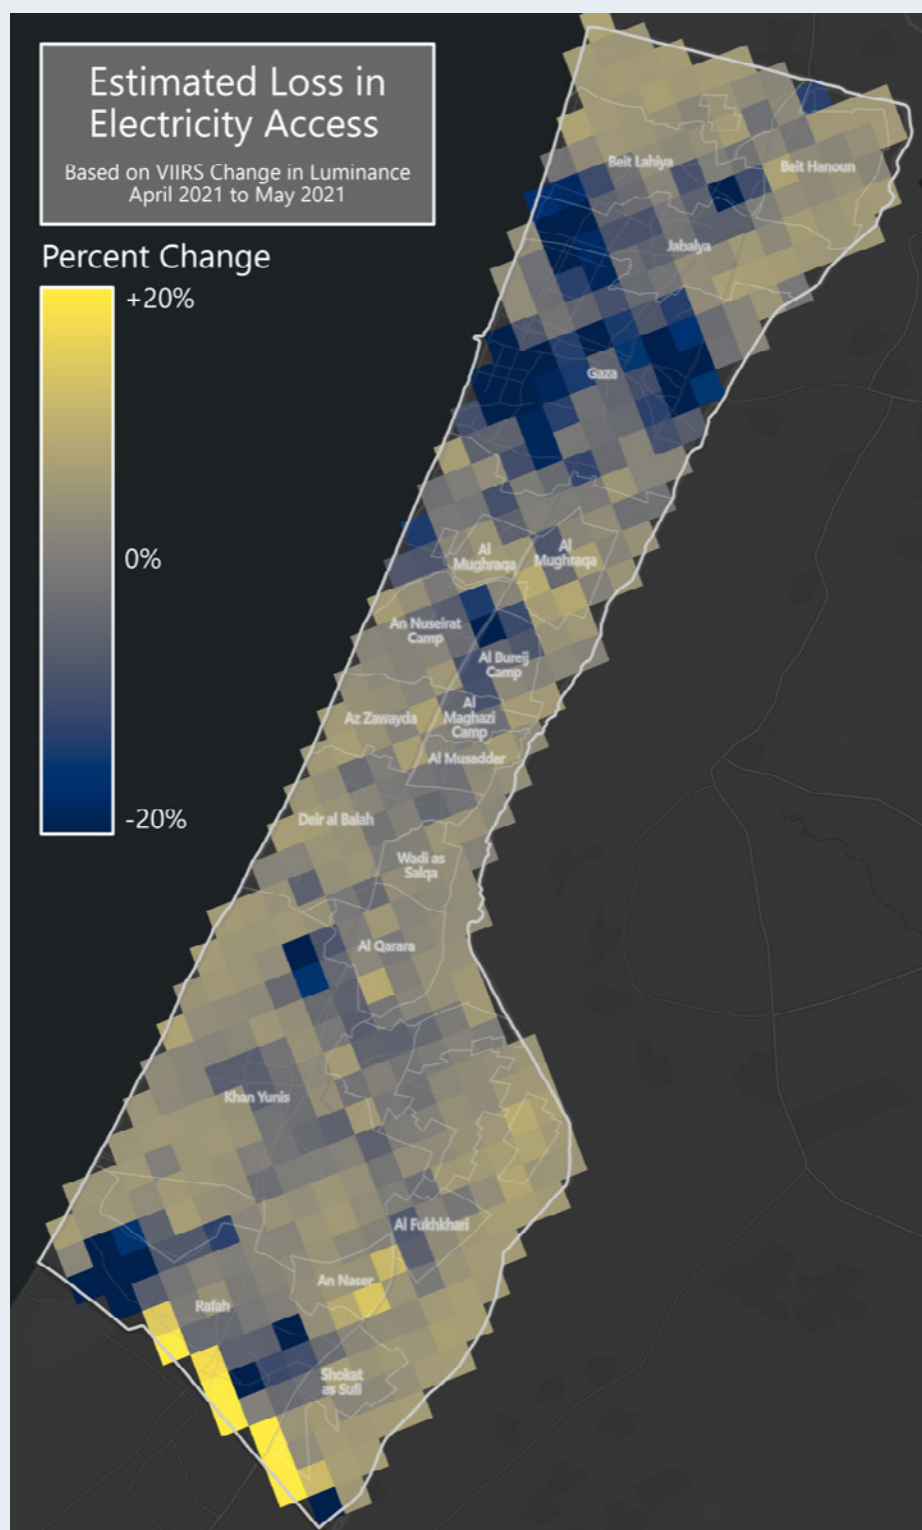 Estimated Loss in
Electricity Access
Based on VIIRS Change in Luminance
April 2021 to May 2021
Percent Change
+20%
0%
-20%
Beit Lahiya
Beit Hanoun
Jabalya
Gaza
Al
Mughraqa
Al
Mughraqa
An Nuseirat
Camp
Al Bureij
Camp
Az Zawayda
Al
Maghazi
Camp
Al Musaddar
Deir al Balah
Wadi as
Salqa
Al Qarara
Khan Yunis
Al Fukhkhari
An Naser
Rafah
Shokat
as Sufi